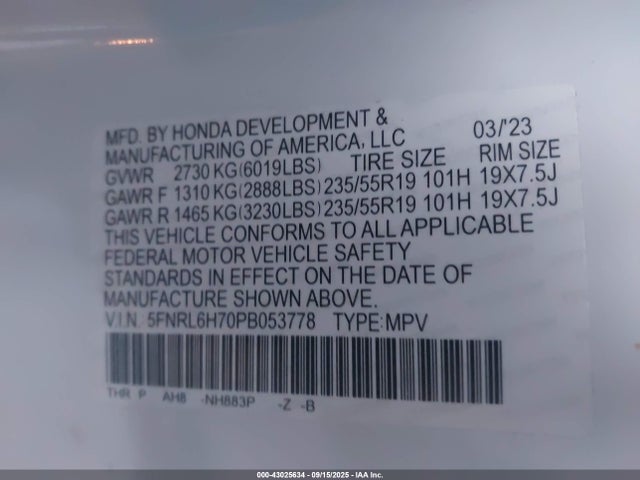 MFD. BY HONDA DEVELOPMENT &
MANUFACTURING OF AMERICA, LLC 03/'23
GVWR 2730 KG(6019LBS) TIRE SIZE RIM SIZE
GAWR F 1310 KG(2888LBS) 235/55R19 101H 19X7.5J
GAWR R 1465 KG(3230LBS) 235/55R19 101H 19X7.5J
THIS VEHICLE CONFORMS TO ALL APPLICABLE
FEDERAL MOTOR VEHICLE SAFETY
STANDARDS IN EFFECT ON THE DATE OF
MANUFACTURE SHOWN ABOVE.
V.I.N.: 5FNRL6H70PB053778 TYPE:MPV
THR P AH8 -NH883P -Z -B
000-43025634 - 09/15/2025 - IAA Inc.